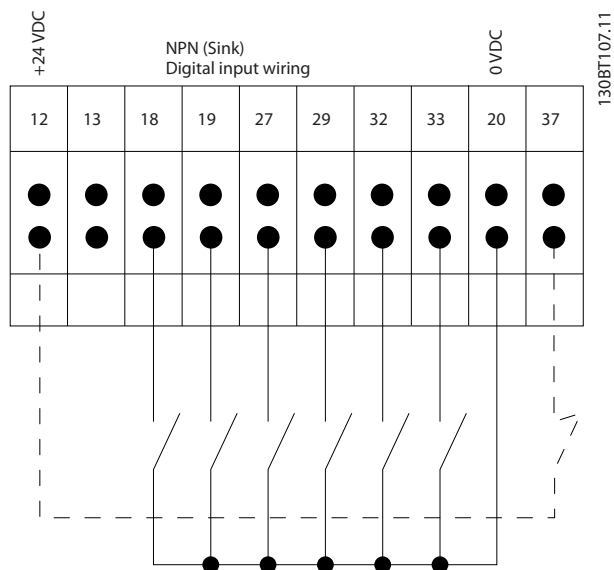 +24 VDC
NPN (Sink)
Digital input wiring
0 VDC
130BT107.11
12 13 18 19 27 29 32 33 20 37